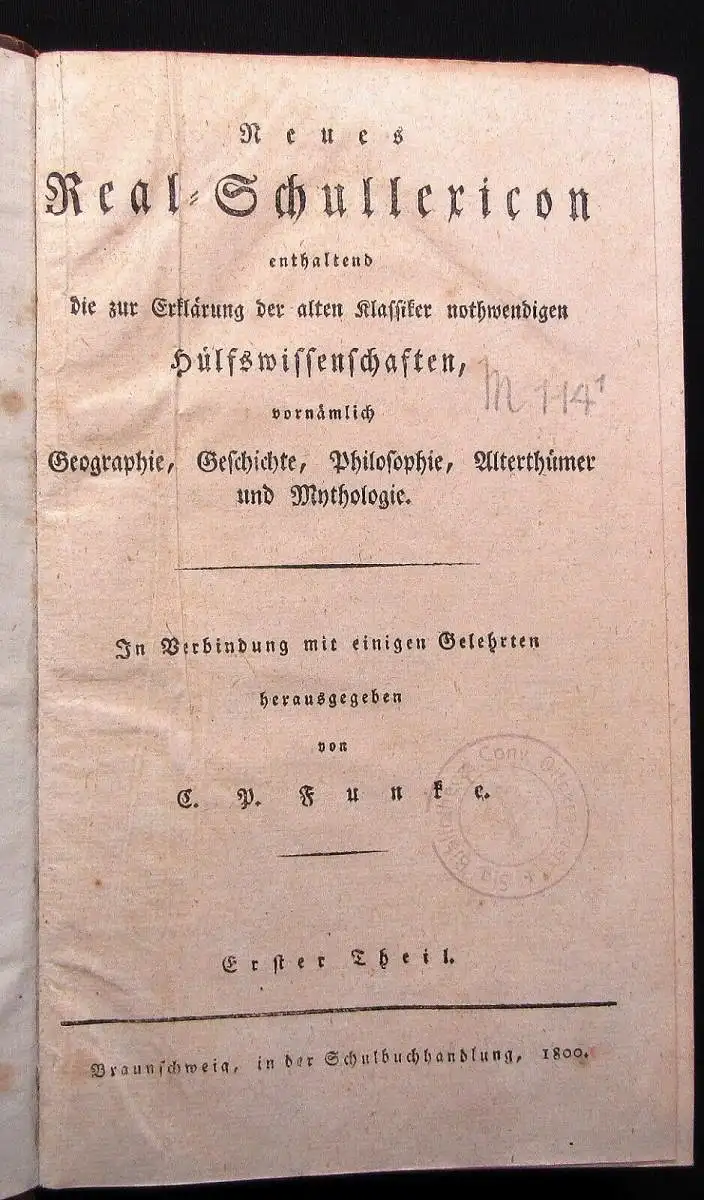 Neues
Real-Schullexicon
enthaltend
die zur Erklärung der alten Klassiker nothwendigen
Hülfswissenschaften,
vornämlich
Geographie, Geschichte, Philosophie, Alterthümer
und Mythologie.
M 114¹
In Verbindung mit einigen Gelehrten
herausgegeben
von
C. P. Funke.
Erster Theil.
Braunschweig, in der Schulbuchhandlung, 1800.